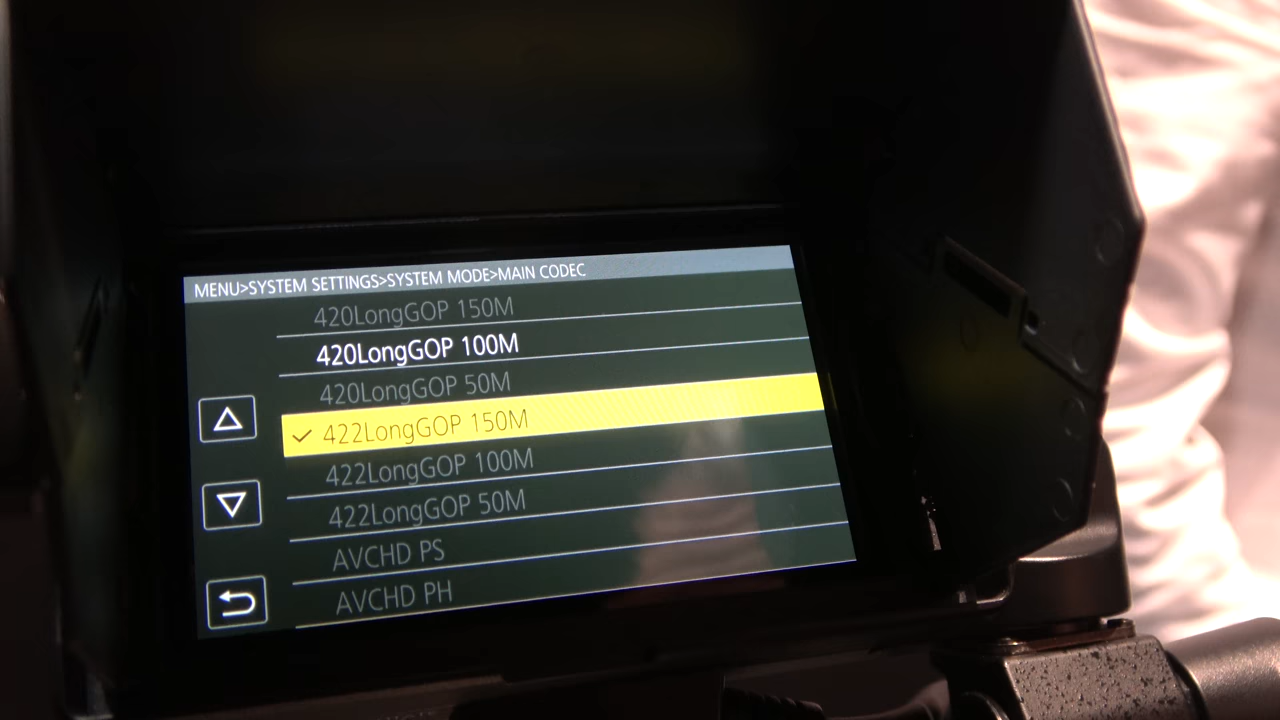 MENU>SYSTEM SETTINGS>SYSTEM MODE>MAIN CODEC
420LongGOP 150M
420LongGOP 100M
420LongGOP 50M
422LongGOP 150M
422LongGOP 100M
422LongGOP 50M
AVCHD PS
AVCHD PH